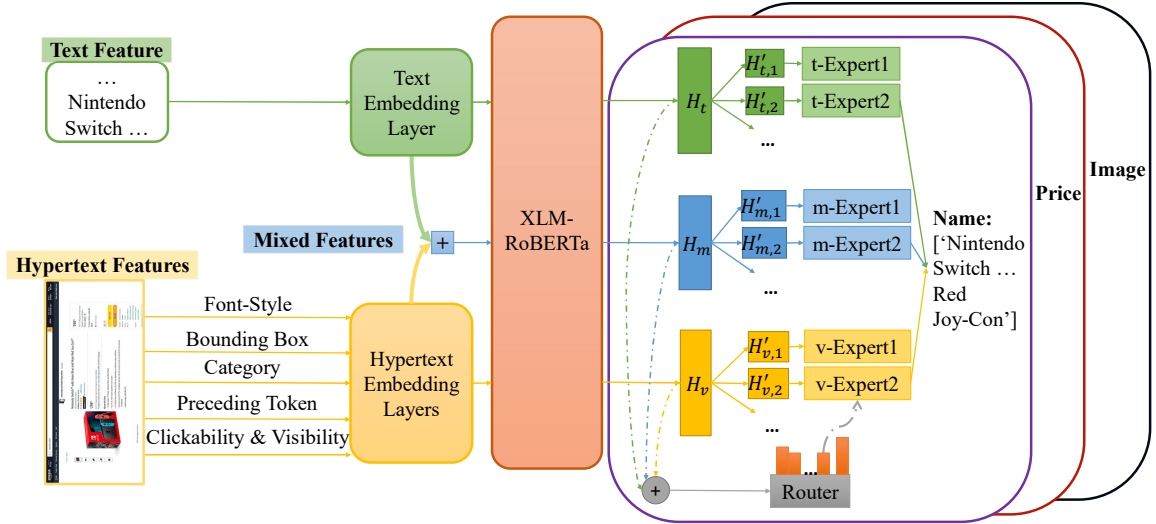 Text Feature
…
Nintendo
Switch …
Text
Embedding
Layer
Mixed Features
+
Hypertext Features
Font-Style
Bounding Box
Category
Preceding Token
Clickability & Visibility
Hypertext
Embedding
Layers
XLM-
RoBERTa
H_t
H'_{t,1}
t-Expert1
H'_{t,2}
t-Expert2
...
H_m
H'_{m,1}
m-Expert1
H'_{m,2}
m-Expert2
...
H_v
H'_{v,1}
v-Expert1
H'_{v,2}
v-Expert2
...
+
...
Router
Name:
['Nintendo
Switch …
Red
Joy-Con']
Price
Image